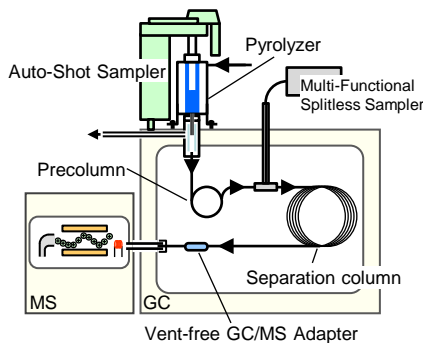 Auto-Shot Sampler
Pyrolyzer
Multi-Functional
Splitless Sampler
Precolumn
Separation column
MS
GC
Vent-free GC/MS Adapter